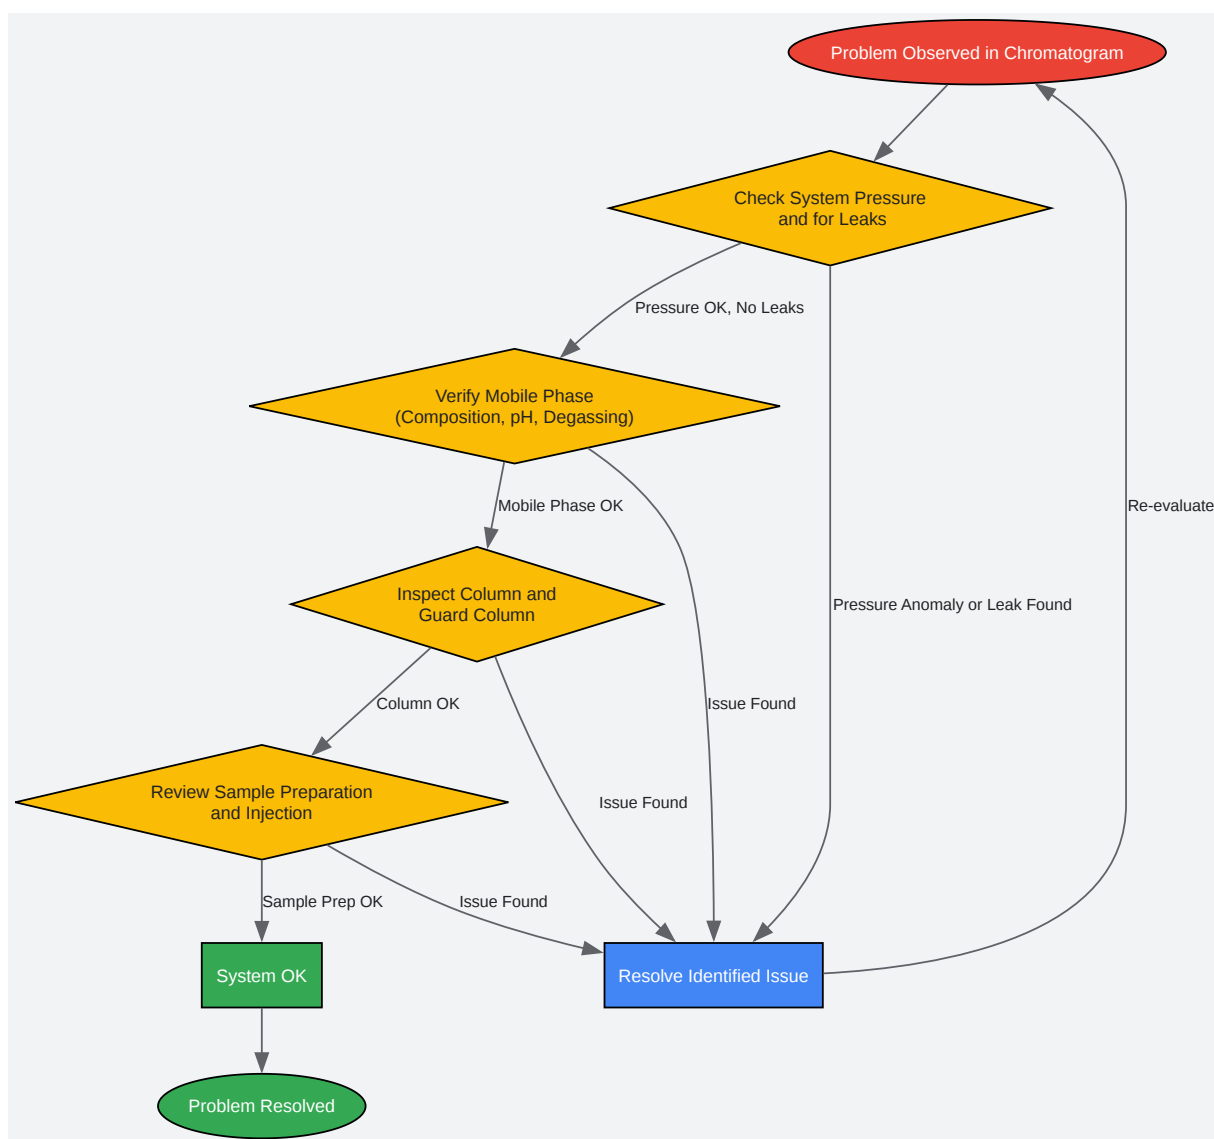 Problem Observed in Chromatogram
Check System Pressure
and for Leaks
Pressure OK, No Leaks
Verify Mobile Phase
(Composition, pH, Degassing)
Mobile Phase OK
Re-evaluate
Inspect Column and
Guard Column
Pressure Anomaly or Leak Found
Column OK
Issue Found
Review Sample Preparation
and Injection
Issue Found
Sample Prep OK
Issue Found
System OK
Resolve Identified Issue
Problem Resolved